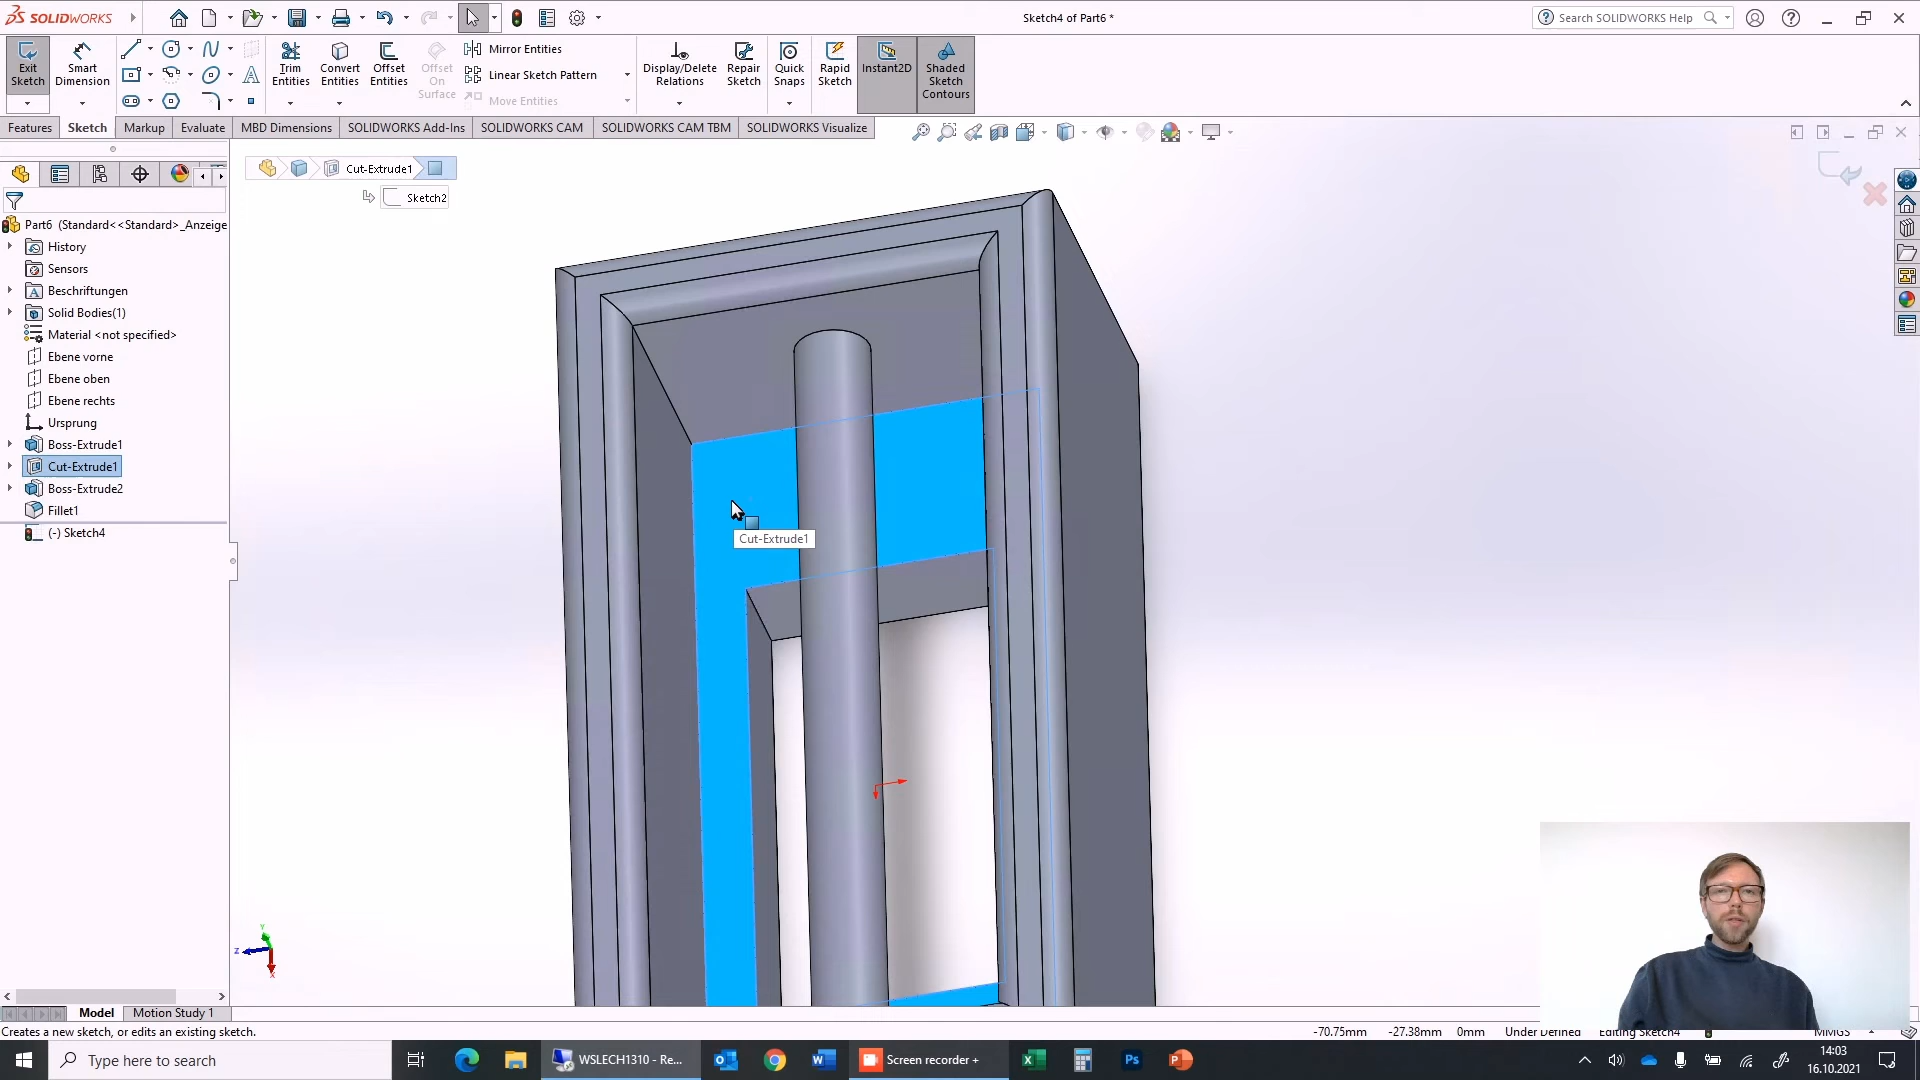 SOLIDWORKS
Sketch4 of Part6 *
Search SOLIDWORKS Help
Exit Sketch
Smart Dimension
Trim Entities
Convert Entities
Offset Entities
Offset On Surface
Mirror Entities
Linear Sketch Pattern
Move Entities
Display/Delete Relations
Repair Sketch
Quick Snaps
Rapid Sketch
Instant2D
Shaded Sketch Contours
Features
Sketch
Markup
Evaluate
MBD Dimensions
SOLIDWORKS Add-Ins
SOLIDWORKS CAM
SOLIDWORKS CAM TBM
SOLIDWORKS Visualize
Cut-Extrude1
Sketch2
Part6 (Standard<<Standard>_Anzeige
History
Sensors
Beschriftungen
Solid Bodies(1)
Material <not specified>
Ebene vorne
Ebene oben
Ebene rechts
Ursprung
Boss-Extrude1
Cut-Extrude1
Boss-Extrude2
Fillet1
(-) Sketch4
Cut-Extrude1
Y
Z
X
Model
Motion Study 1
Creates a new sketch, or edits an existing sketch.
-70.75mm
-27.38mm
0mm
Under Defined
Editing Sketch4
MMGS
Type here to search
WSLECH1310 - Re...
Screen recorder +
14:03
16.10.2021